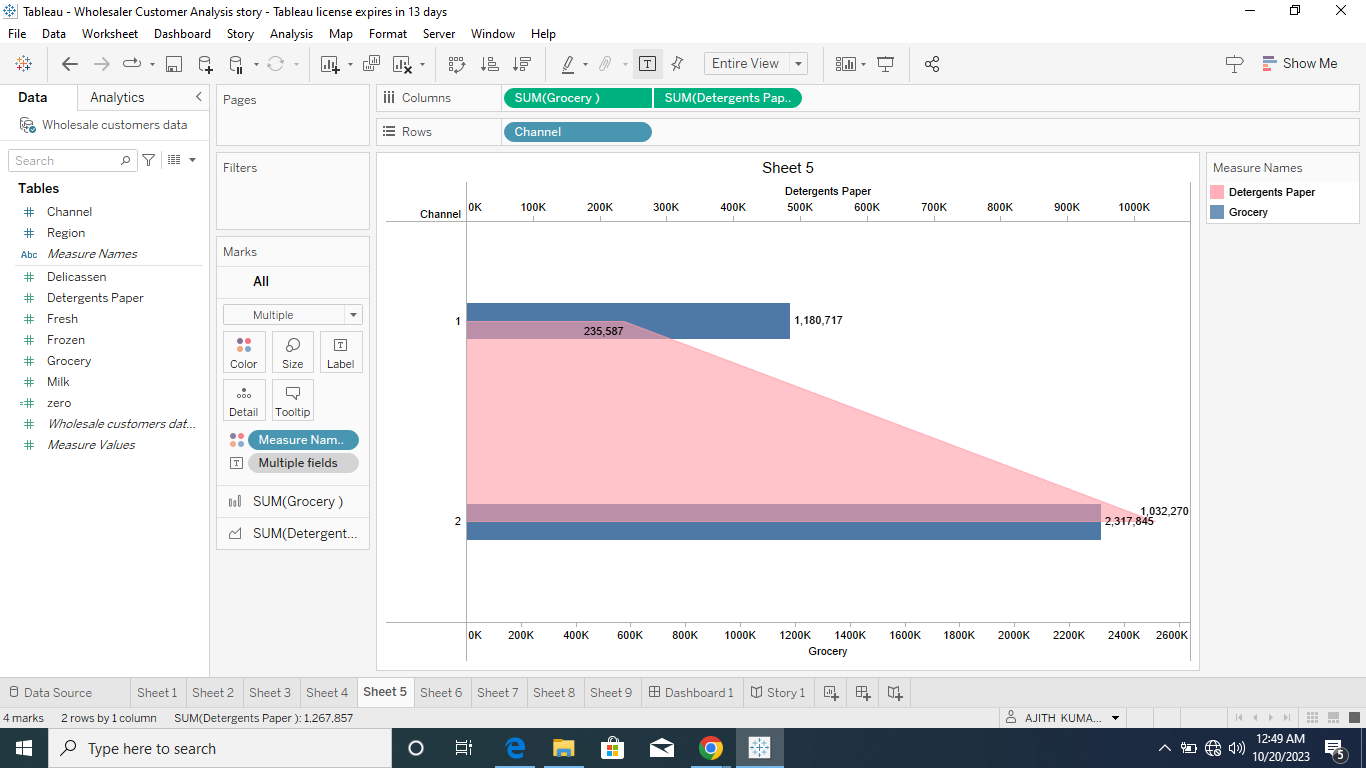 Tableau - Wholesaler Customer Analysis story - Tableau license expires in 13 days
File Data Worksheet Dashboard Story Analysis Map Format Server Window Help
Entire View
Show Me
Data Analytics
Wholesale customers data
Search
Tables
Channel
Region
Abc Measure Names
Delicassen
Detergents Paper
Fresh
Frozen
Grocery
Milk
zero
Wholesale customers dat...
Measure Values
Pages
Filters
Marks
All
Multiple
Color Size Label
Detail Tooltip
Measure Nam..
Multiple fields
SUM(Grocery )
SUM(Detergent...
Columns SUM(Grocery ) SUM(Detergents Pap..
Rows Channel
Sheet 5
Detergents Paper
Channel 0K 100K 200K 300K 400K 500K 600K 700K 800K 900K 1000K
1 1,180,717
235,587
1,032,270
2 2,317,845
0K 200K 400K 600K 800K 1000K 1200K 1400K 1600K 1800K 2000K 2200K 2400K 2600K
Grocery
Measure Names
Detergents Paper
Grocery
Data Source Sheet 1 Sheet 2 Sheet 3 Sheet 4 Sheet 5 Sheet 6 Sheet 7 Sheet 8 Sheet 9 Dashboard 1 Story 1
4 marks 2 rows by 1 column SUM(Detergents Paper ): 1,267,857 AJITH KUMA...
Type here to search
12:49 AM
10/20/2023
5